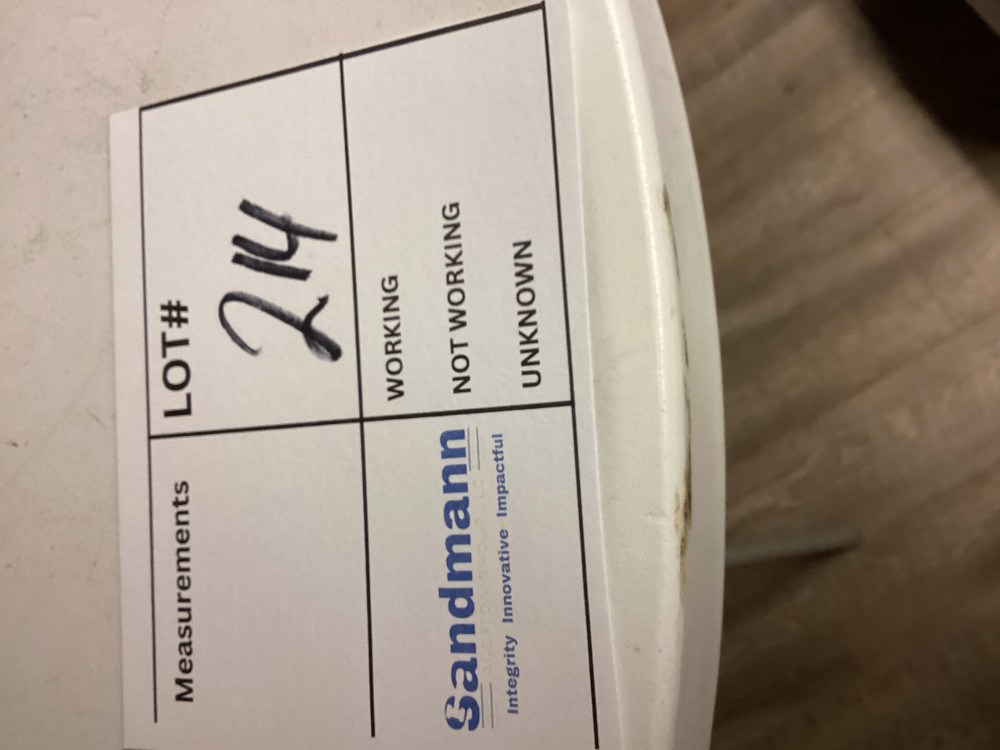 Measurements
LOT#
214
Sandmann
Integrity Innovative Impactful
WORKING
NOT WORKING
UNKNOWN